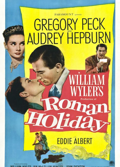 GREGORY PECK
AUDREY HEPBURN
WILLIAM
WYLER'S
Roman
Holiday
EDDIE ALBERT